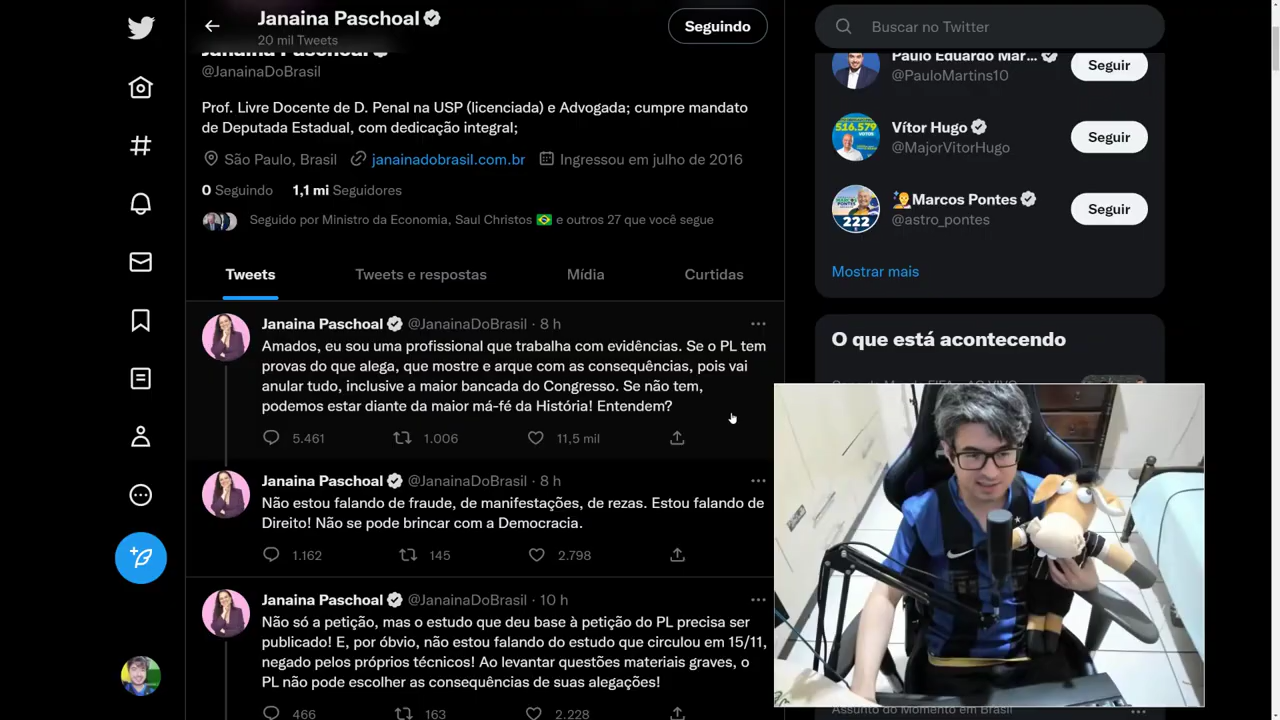 Janaina Paschoal
20 mil Tweets
Seguindo
Janaina Paschoal
@JanainaDoBrasil
Prof. Livre Docente de D. Penal na USP (licenciada) e Advogada; cumpre mandato
de Deputada Estadual, com dedicação integral;
São Paulo, Brasil janainadobrasil.com.br Ingressou em julho de 2016
0 Seguindo 1,1 mi Seguidores
Seguido por Ministro da Economia, Saul Christos e outros 27 que você segue
Tweets Tweets e respostas Mídia Curtidas
Janaina Paschoal @JanainaDoBrasil · 8 h
Amados, eu sou uma profissional que trabalha com evidências. Se o PL tem
provas do que alega, que mostre e arque com as consequências, pois vai
anular tudo, inclusive a maior bancada do Congresso. Se não tem,
podemos estar diante da maior má-fé da História! Entendem?
5.461 1.006 11,5 mil
Janaina Paschoal @JanainaDoBrasil · 8 h
Não estou falando de fraude, de manifestações, de rezas. Estou falando de
Direito! Não se pode brincar com a Democracia.
1.162 145 2.798
Janaina Paschoal @JanainaDoBrasil · 10 h
Não só a petição, mas o estudo que deu base à petição do PL precisa ser
publicado! E, por óbvio, não estou falando do estudo que circulou em 15/11,
negado pelos próprios técnicos! Ao levantar questões materiais graves, o
PL não pode escolher as consequências de suas alegações!
466 163 2.228
Buscar no Twitter
Paulo Eduardo Mar...
@PauloMartins10
Seguir
516.579
Vítor Hugo
@MajorVitorHugo
Seguir
222
Marcos Pontes
@astro_pontes
Seguir
Mostrar mais
O que está acontecendo
Assunto do Momento em Brasil